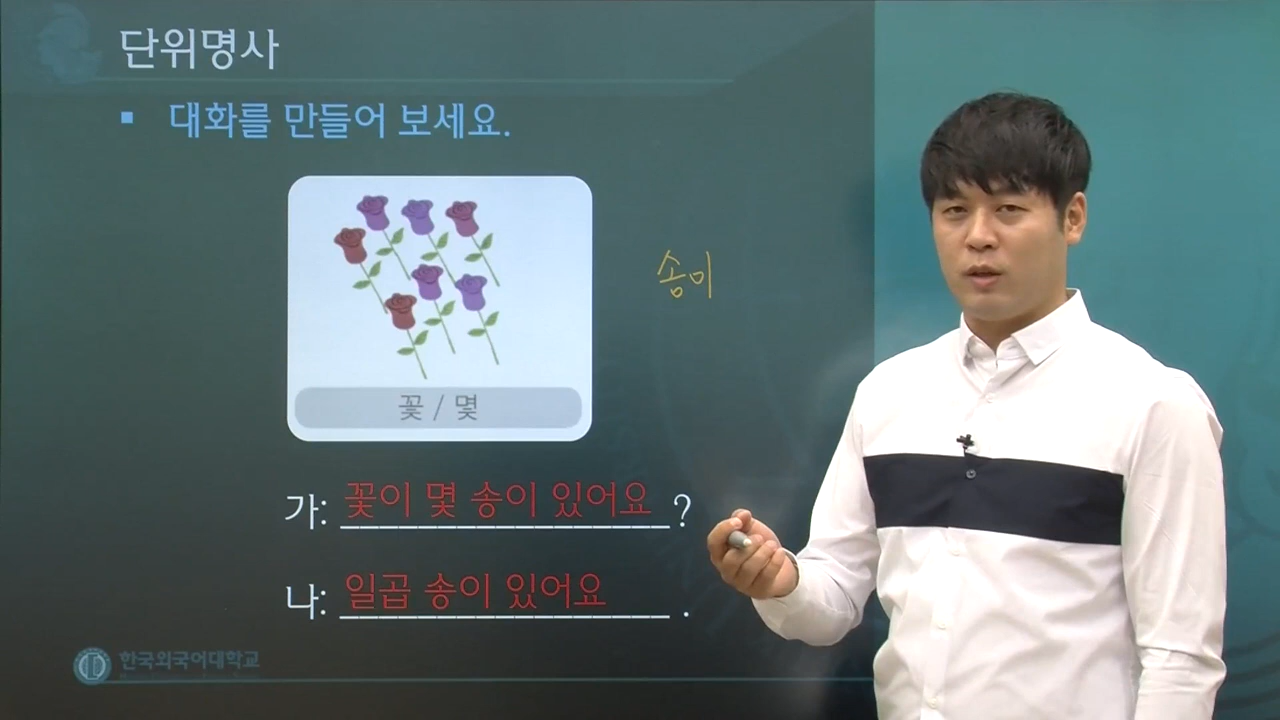 단위명사
▪ 대화를 만들어 보세요.
송이
꽃 / 몇
가: 꽃이 몇 송이 있어요 ?
나: 일곱 송이 있어요 .
한국외국어대학교